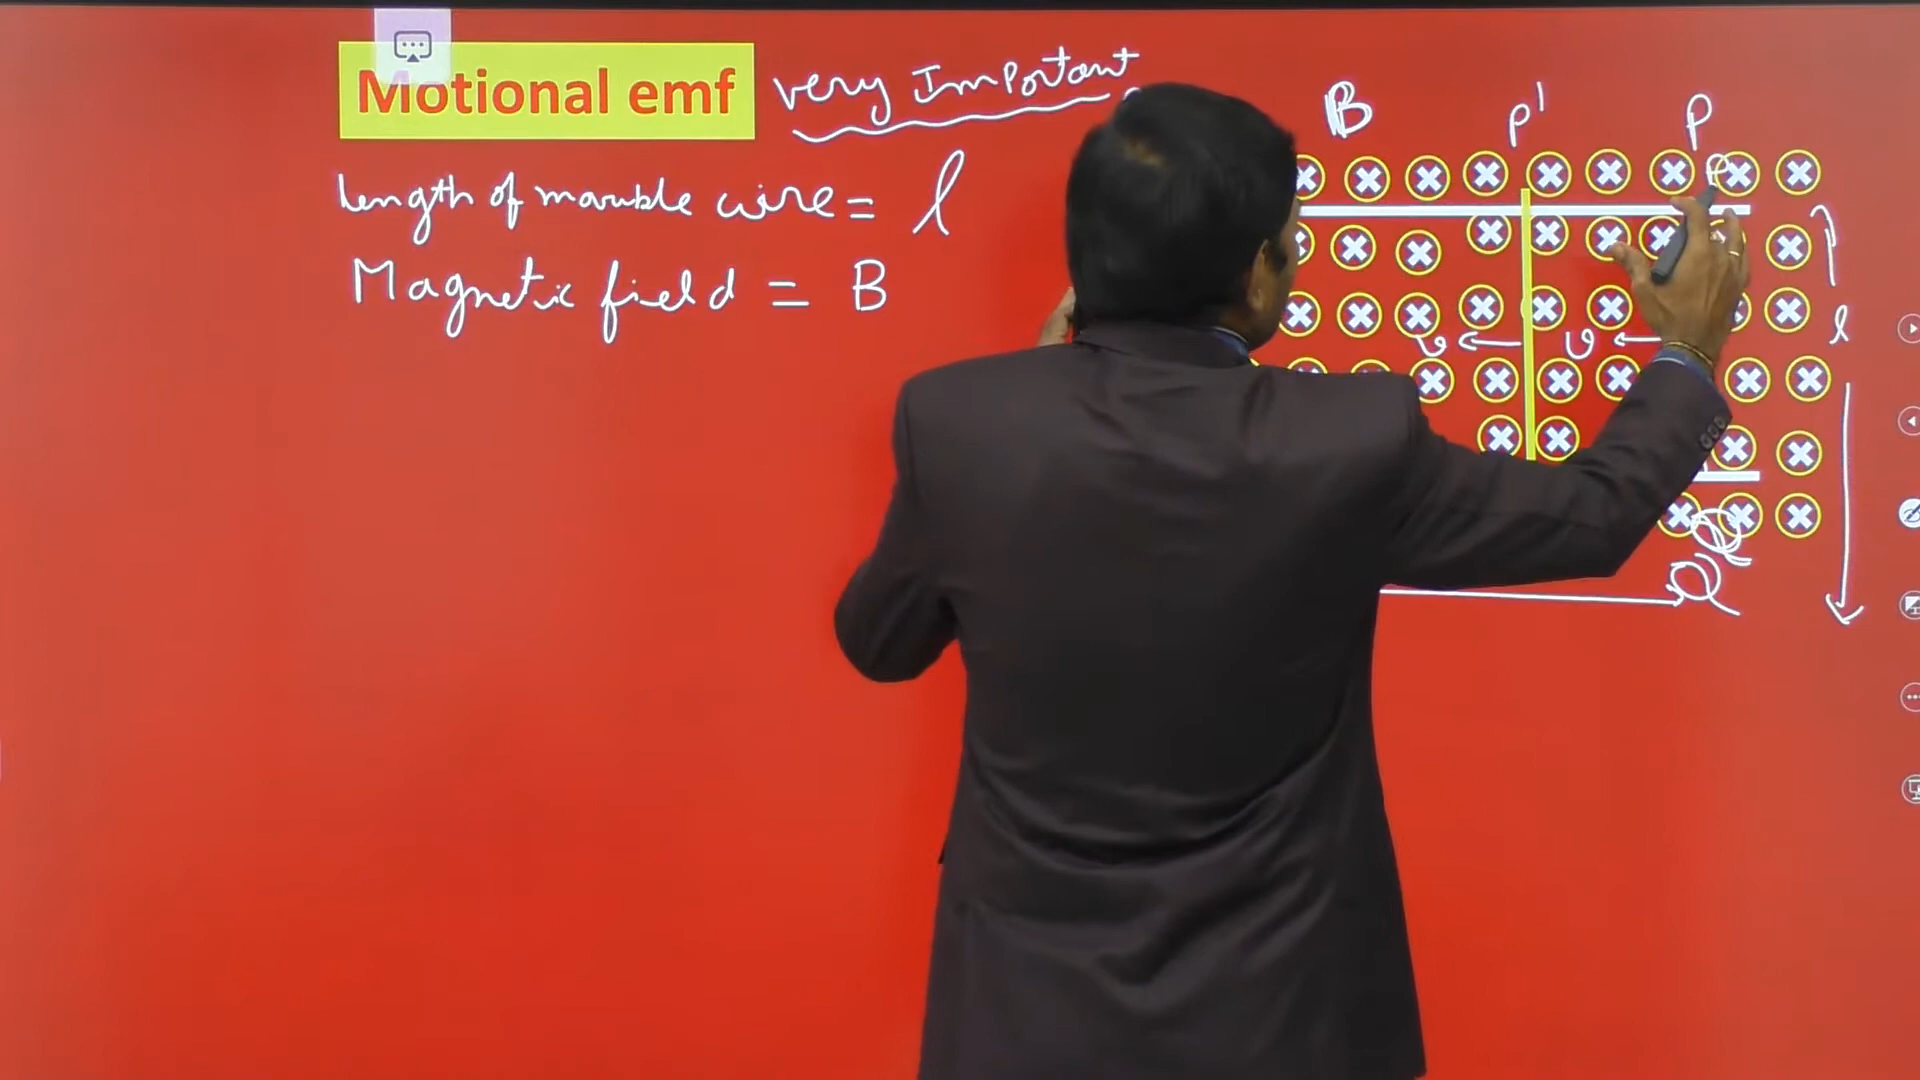 Motional emf very Important
length of movable wire = l
Magnetic field = B
B P' P
P
v ← v ←
l
Q
Q